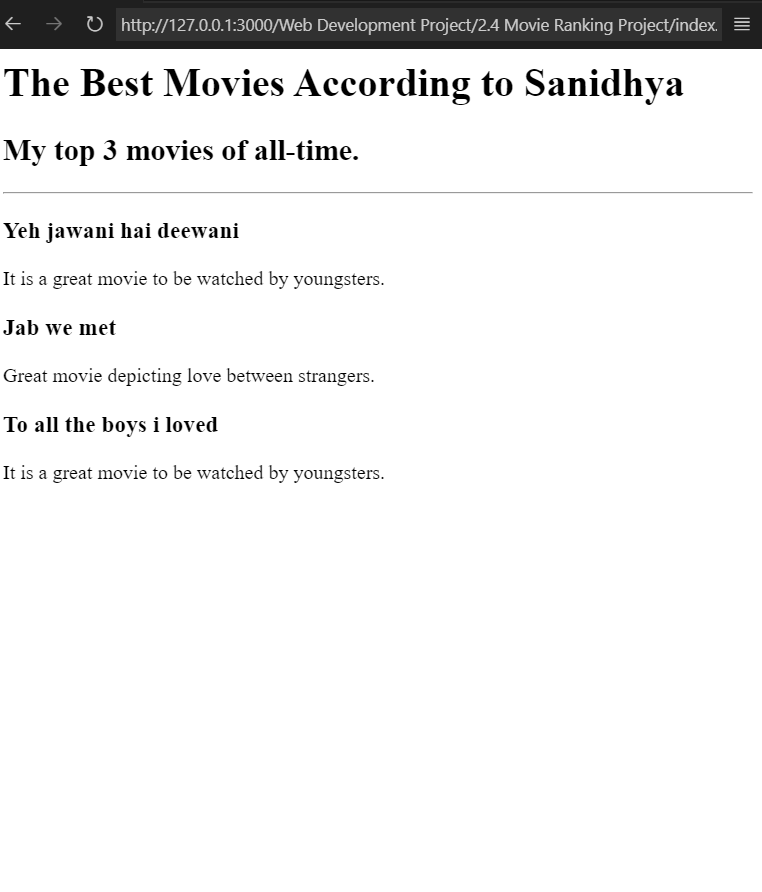 http://127.0.0.1:3000/Web Development Project/2.4 Movie Ranking Project/index.
The Best Movies According to Sanidhya
My top 3 movies of all-time.
Yeh jawani hai deewani
It is a great movie to be watched by youngsters.
Jab we met
Great movie depicting love between strangers.
To all the boys i loved
It is a great movie to be watched by youngsters.